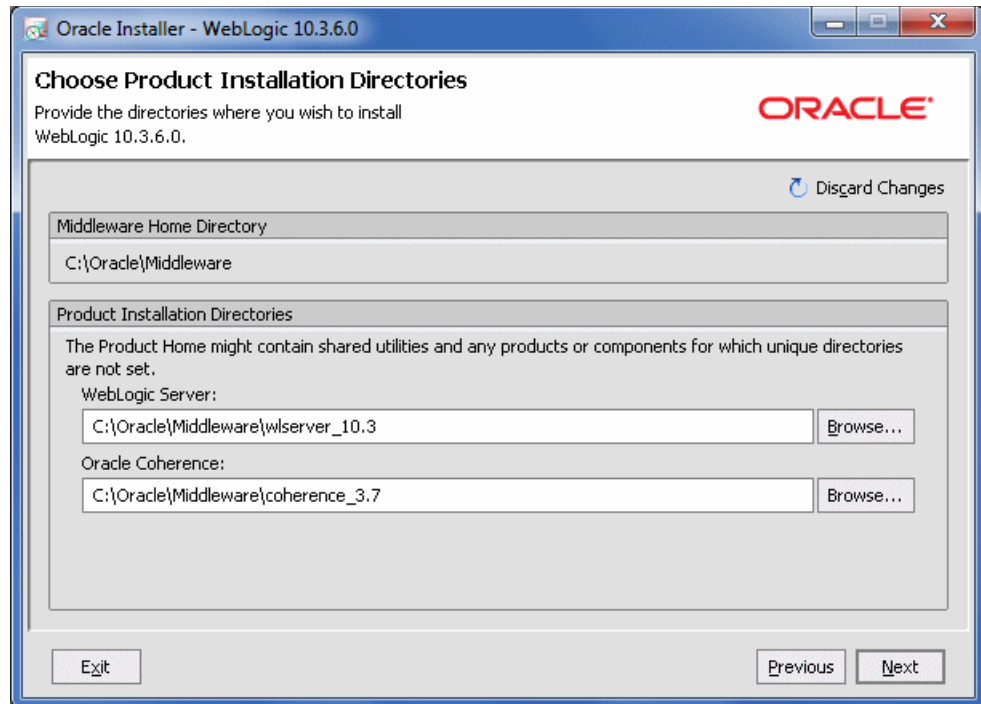 Oracle Installer - WebLogic 10.3.6.0
Choose Product Installation Directories
Provide the directories where you wish to install
WebLogic 10.3.6.0.
ORACLE
Discard Changes
Middleware Home Directory
C:\Oracle\Middleware
Product Installation Directories
The Product Home might contain shared utilities and any products or components for which unique directories
are not set.
WebLogic Server:
C:\Oracle\Middleware\wlserver_10.3
Browse...
Oracle Coherence:
C:\Oracle\Middleware\coherence_3.7
Browse...
Exit
Previous
Next